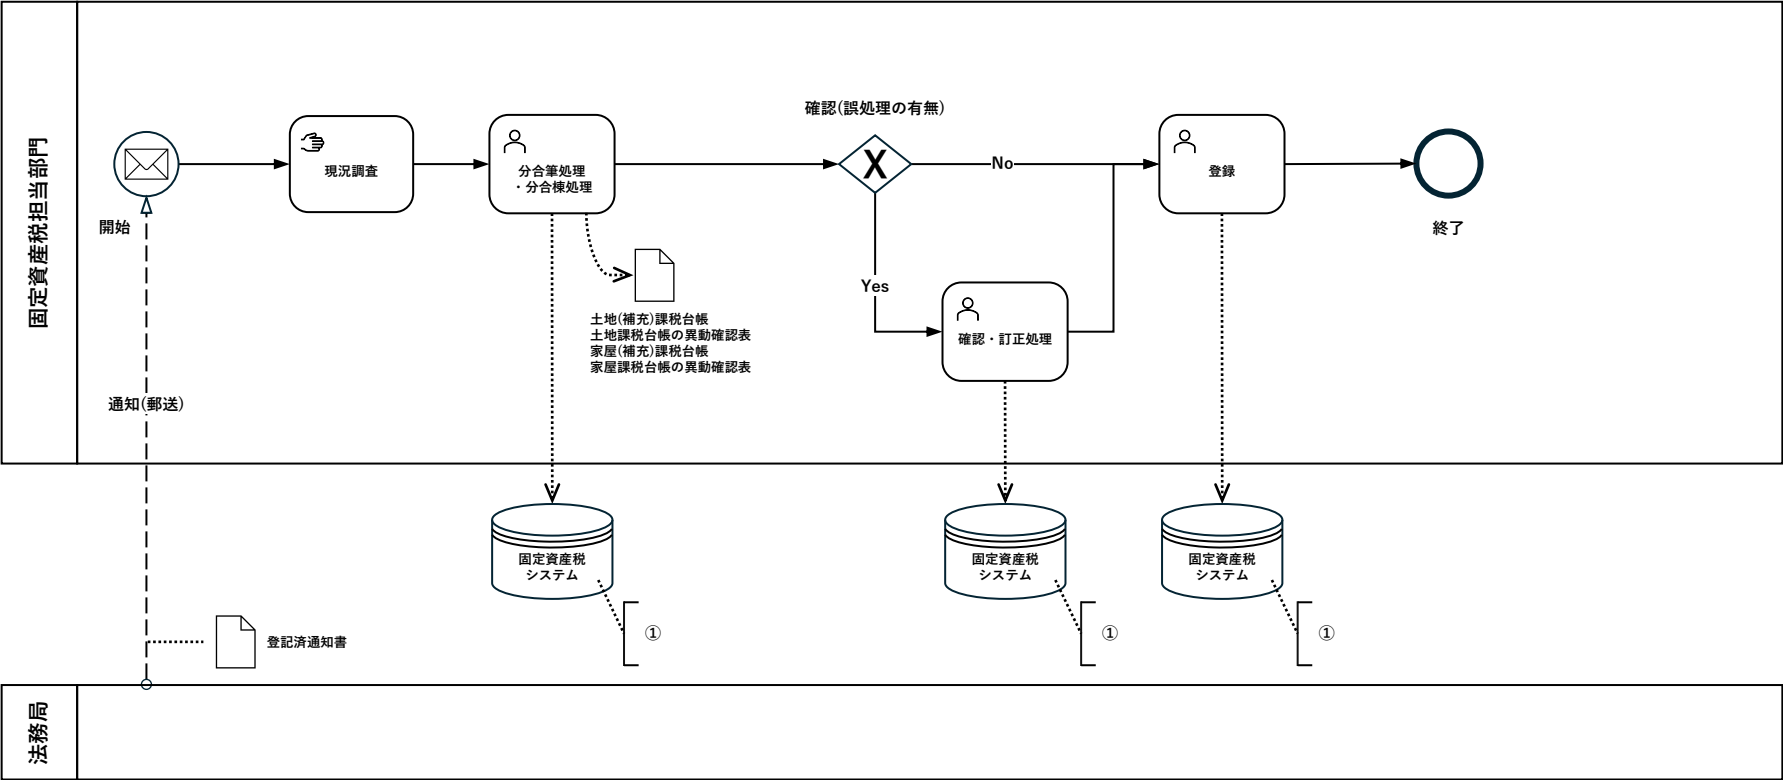 固定資産税担当部門
確認(誤処理の有無)
現況調査
分合筆処理
・分合棟処理
X
No
登録
開始
終了
Yes
土地(補充)課税台帳
土地課税台帳の異動確認表
家屋(補充)課税台帳
家屋課税台帳の異動確認表
確認・訂正処理
通知(郵送)
固定資産税
システム
固定資産税
システム
固定資産税
システム
①
①
①
登記済通知書
法務局